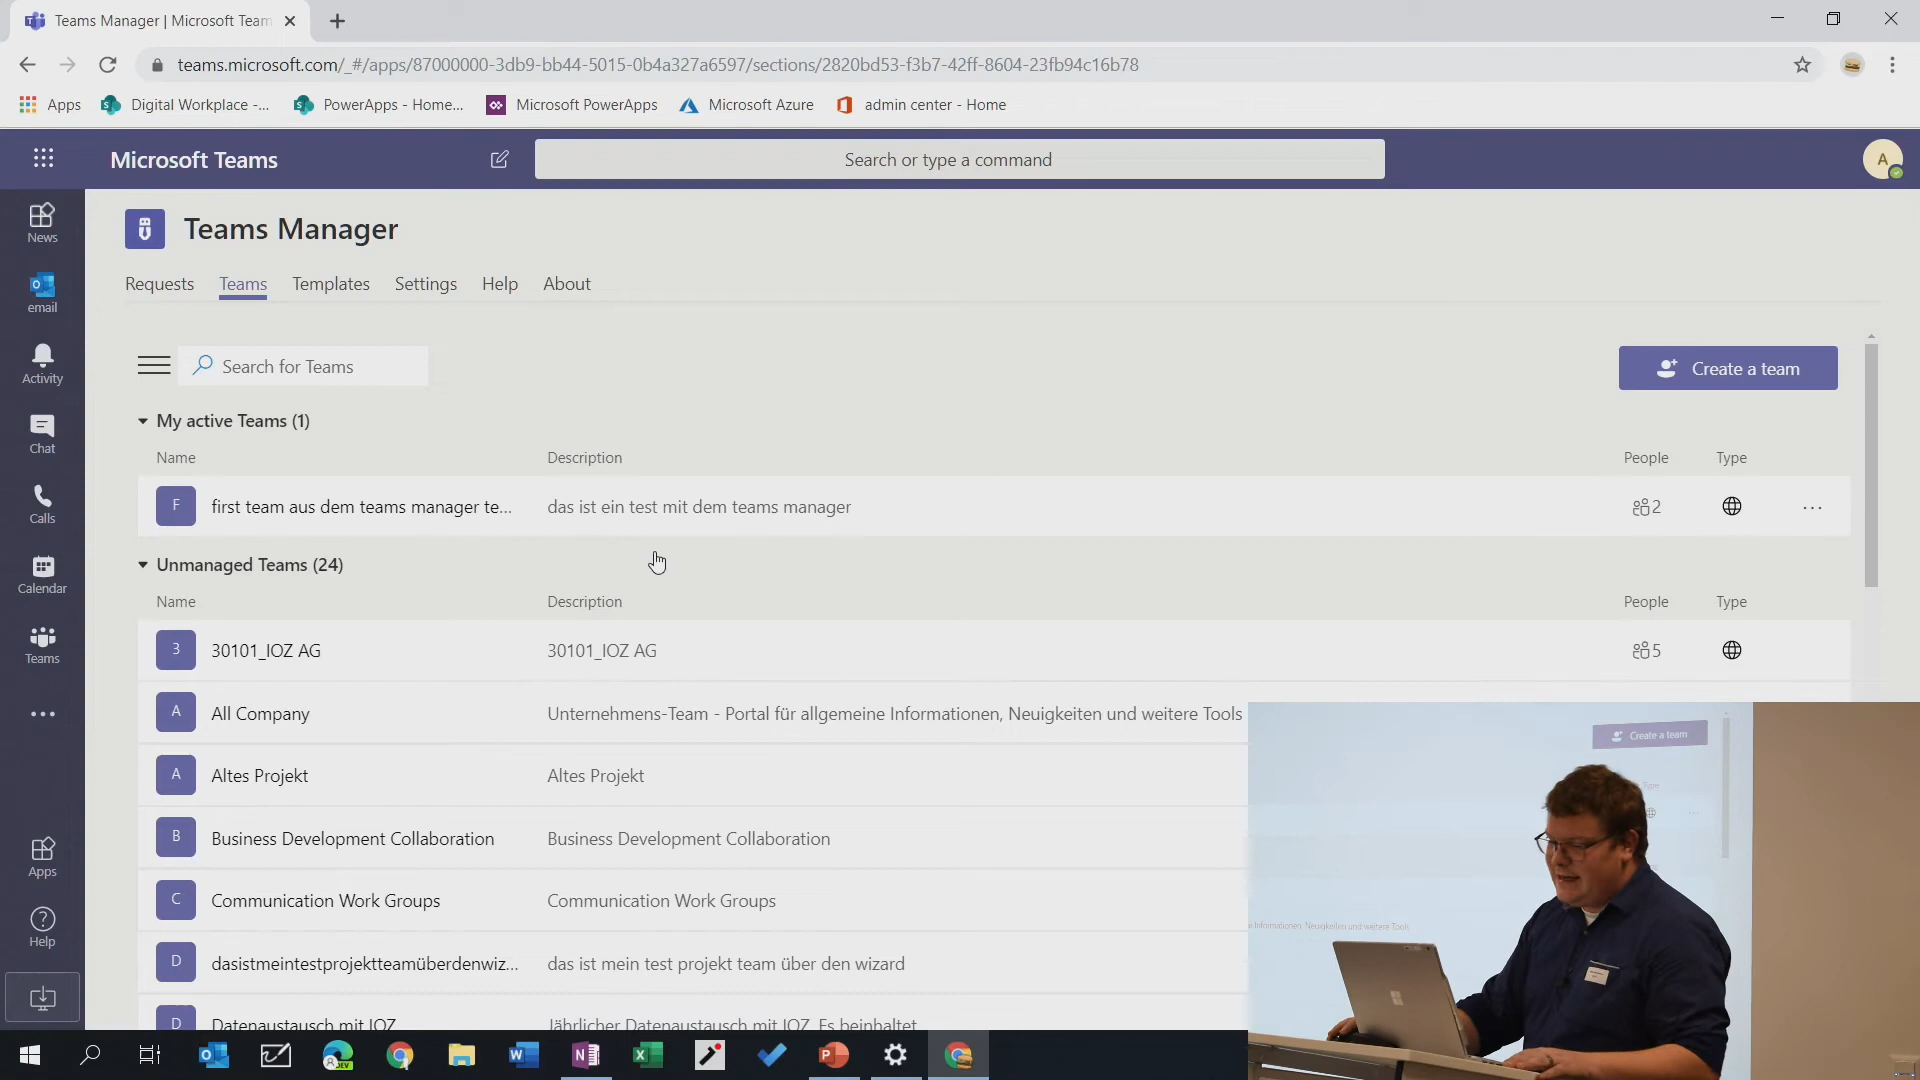 Teams Manager | Microsoft Team
teams.microsoft.com/_#/apps/87000000-3db9-bb44-5015-0b4a327a6597/sections/2820bd53-f3b7-42ff-8604-23fb94c16b78
Apps Digital Workplace -... PowerApps - Home... Microsoft PowerApps Microsoft Azure admin center - Home
Microsoft Teams
Search or type a command
A
News
email
Activity
Chat
Calls
Calendar
Teams
Apps
Help
Teams Manager
Requests Teams Templates Settings Help About
Search for Teams
Create a team
My active Teams (1)
Name Description People Type
F first team aus dem teams manager te... das ist ein test mit dem teams manager 2 ...
Unmanaged Teams (24)
Name Description People Type
3 30101_IOZ AG 30101_IOZ AG 5
A All Company Unternehmens-Team - Portal für allgemeine Informationen, Neuigkeiten und weitere Tools
A Altes Projekt Altes Projekt
B Business Development Collaboration Business Development Collaboration
C Communication Work Groups Communication Work Groups
D dasistmeintestprojektteamüberdenwiz... das ist mein test projekt team über den wizard
D Datenaustausch mit IOZ Jährlicher Datenaustausch mit IOZ. Es beinhaltet
Create a team
Type
e Informationen, Neuigkeiten und weitere Tools
DEV